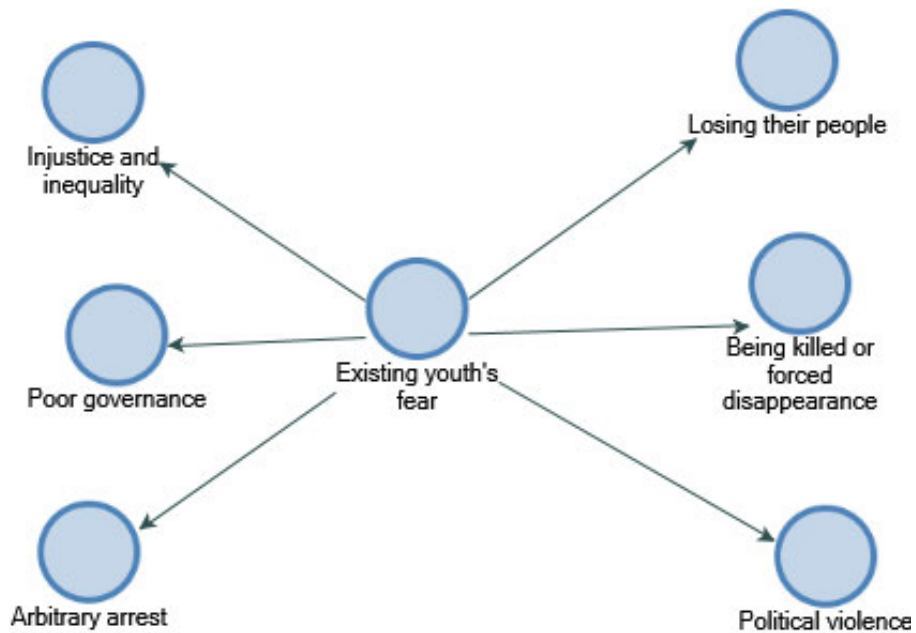 Injustice and
inequality
Losing their people
Poor governance
Existing youth's
fear
Being killed or
forced
disappearance
Arbitrary arrest
Political violence